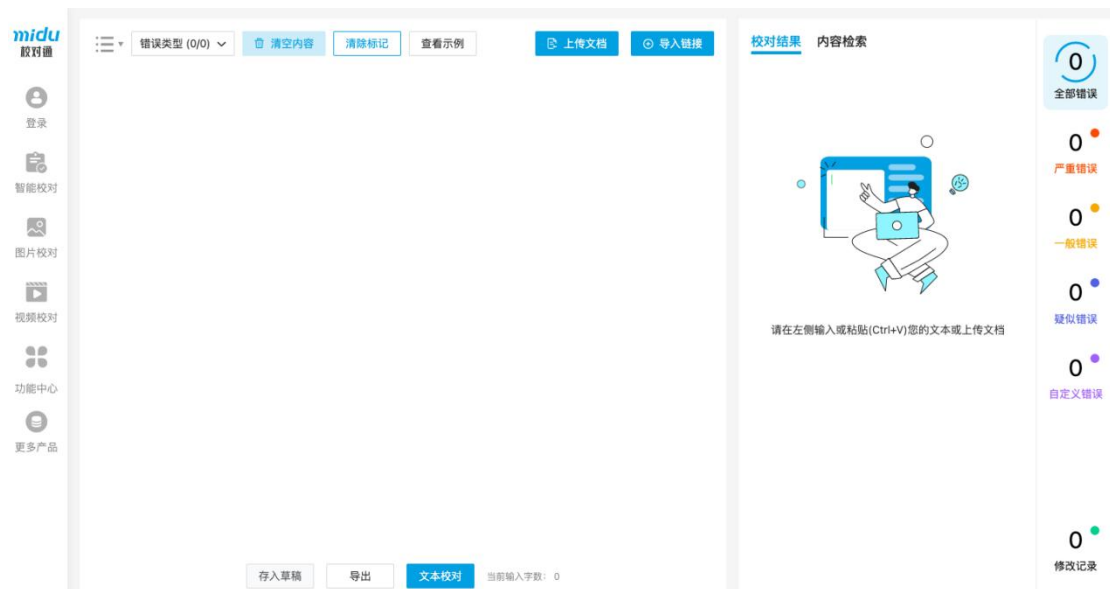 midu
校对通
登录
智能校对
图片校对
视频校对
功能中心
更多产品
错误类型 (0/0)
清空内容
清除标记
查看示例
上传文档
导入链接
存入草稿
导出
文本校对
当前输入字数: 0
校对结果
内容检索
请在左侧输入或粘贴(Ctrl+V)您的文本或上传文档
0
全部错误
0
严重错误
0
一般错误
0
疑似错误
0
自定义错误
0
修改记录